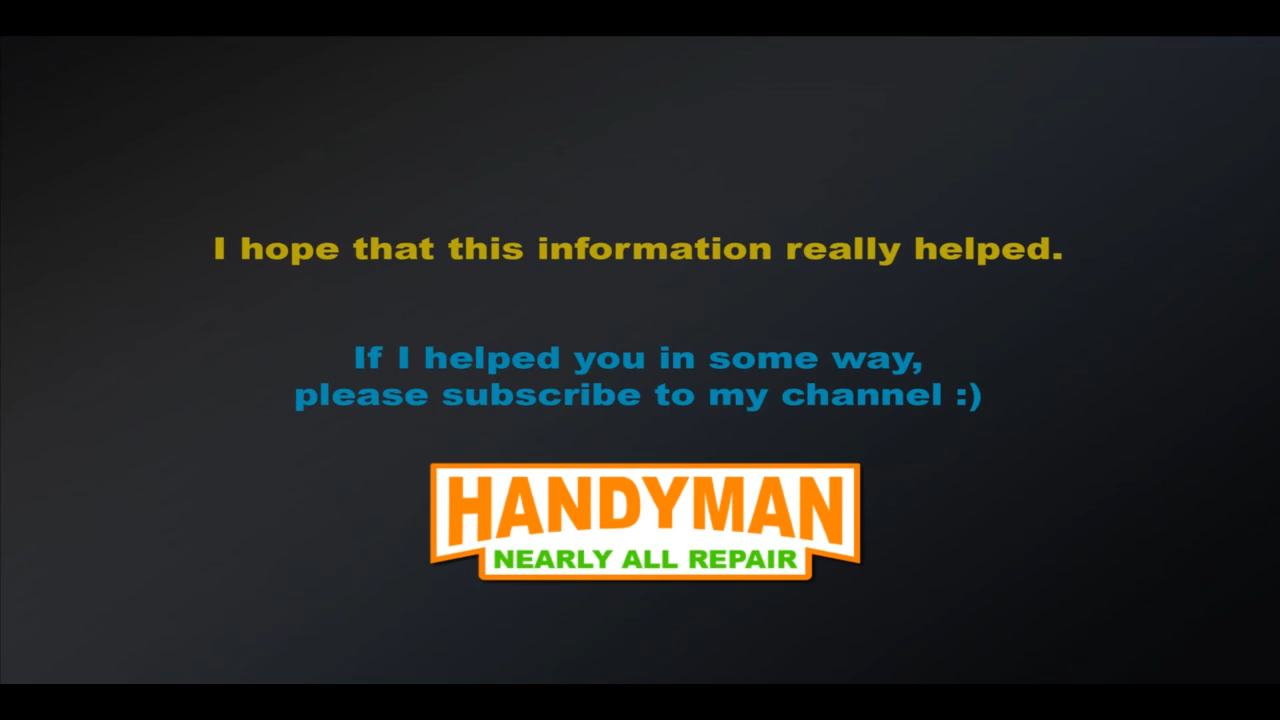 I hope that this information really helped.
If I helped you in some way,
please subscribe to my channel :)
HANDYMAN
NEARLY ALL REPAIR